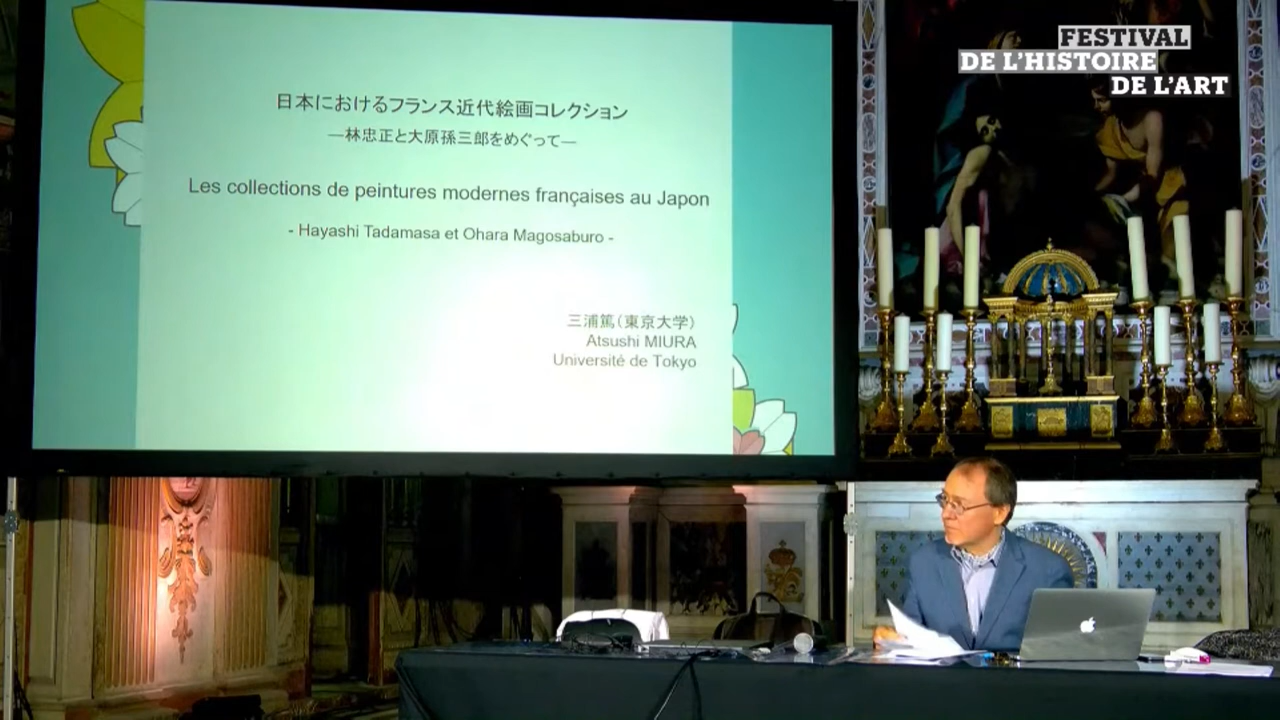 日本におけるフランス近代絵画コレクション
―林忠正と大原孫三郎をめぐって―
Les collections de peintures modernes françaises au Japon
- Hayashi Tadamasa et Ohara Magosaburo -
三浦篤（東京大学）
Atsushi MIURA
Université de Tokyo
FESTIVAL
DE L'HISTOIRE
DE L'ART